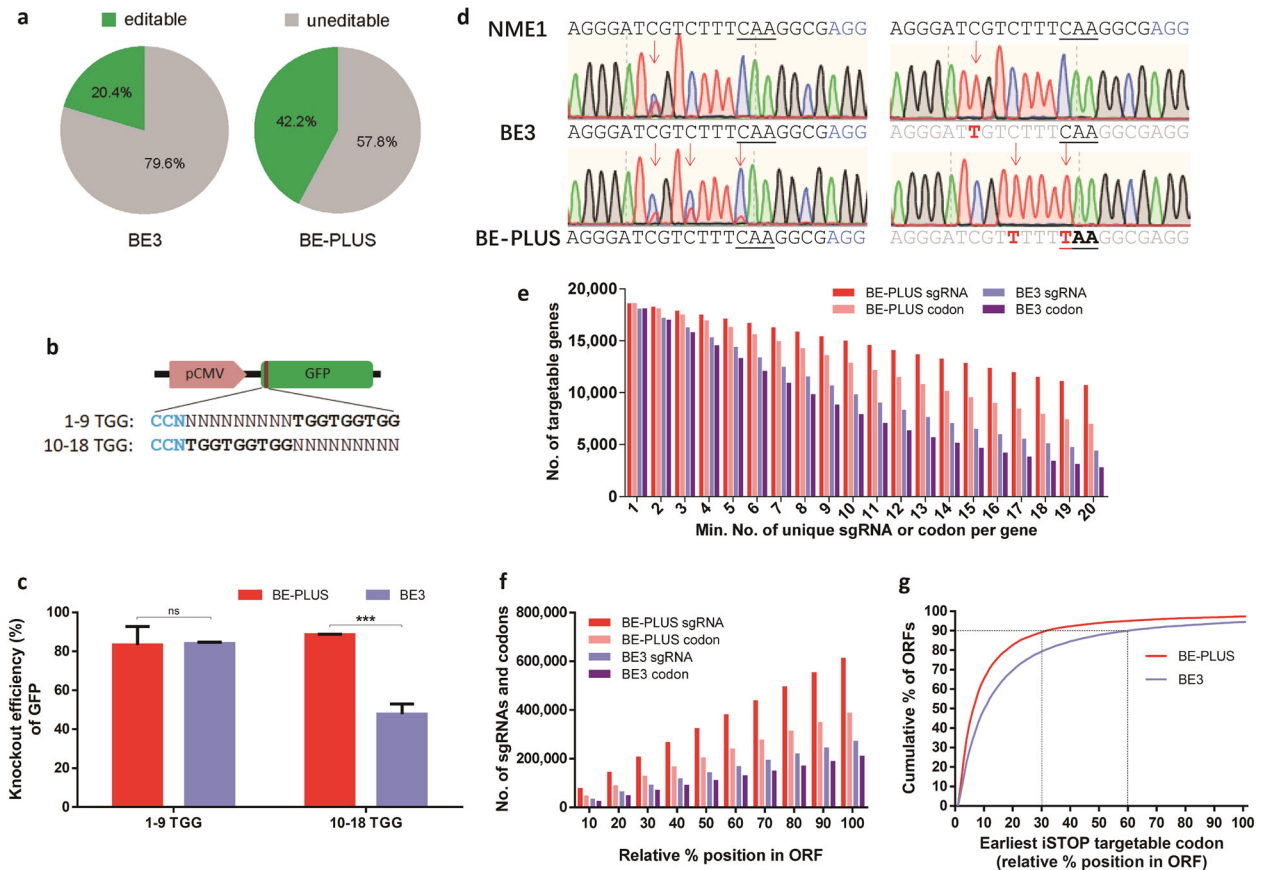 a
editable
uneditable
20.4%
79.6%
42.2%
57.8%
BE3
BE-PLUS
b
pCMV
GFP
1-9 TGG: CCNNNNNNNNNNTGGTGGTGG
10-18 TGG: CCNTGGTGGTGGNNNNNNNNN
c
BE-PLUS
BE3
Knockout efficiency (%)
of GFP
100
80
60
40
20
0
ns
***
1-9 TGG
10-18 TGG
d
NME1
AGGGATCGTCTTTCAAGGCGAGG
AGGGATCGTCTTTCAAGGCGAGG
BE3
AGGGATCGTCTTTCAAGGCGAGG
AGGGATTGTCTTTCAAGGCGAGG
BE-PLUS
AGGGATCGTCTTTCAAGGCGAGG
AGGGATCGTTTTTTAAGGCGAGG
e
BE-PLUS sgRNA
BE-PLUS codon
BE3 sgRNA
BE3 codon
No. of targetable genes
20,000
15,000
10,000
5,000
0
1 2 3 4 5 6 7 8 9 10 11 12 13 14 15 16 17 18 19 20
Min. No. of unique sgRNA or codon per gene
f
BE-PLUS sgRNA
BE-PLUS codon
BE3 sgRNA
BE3 codon
No. of sgRNAs and codons
800,000
600,000
400,000
200,000
0
10 20 30 40 50 60 70 80 90 100
Relative % position in ORF
g
BE-PLUS
BE3
Cumulative % of ORFs
100
90
80
70
60
50
40
30
20
10
0
0 10 20 30 40 50 60 70 80 90 100
Earliest iSTOP targetable codon
(relative % position in ORF)